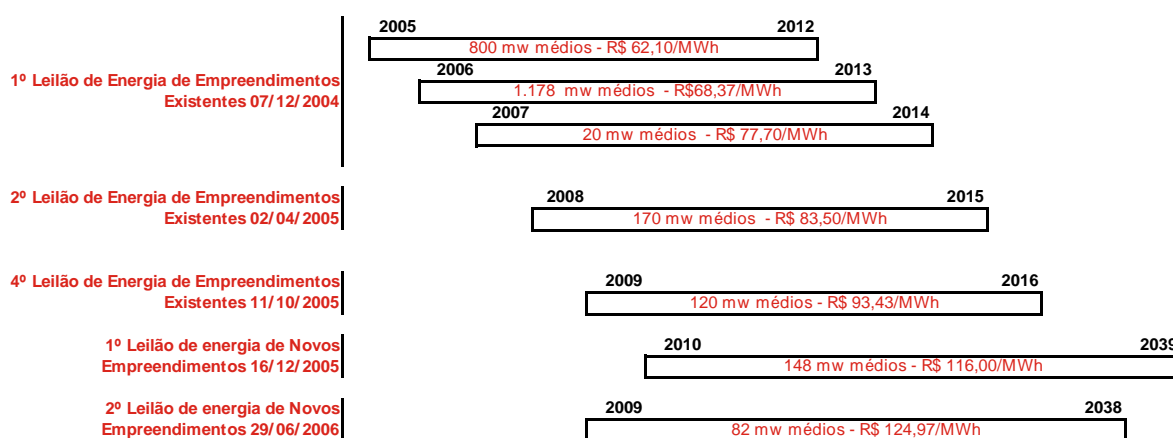 2005 2012
800 mw médios - R$ 62,10/MWh
1º Leilão de Energia de Empreendimentos
Existentes 07/12/2004
2006 2013
1.178 mw médios - R$68,37/MWh
2007 2014
20 mw médios - R$ 77,70/MWh
2º Leilão de Energia de Empreendimentos
Existentes 02/04/2005
2008 2015
170 mw médios - R$ 83,50/MWh
4º Leilão de Energia de Empreendimentos
Existentes 11/10/2005
2009 2016
120 mw médios - R$ 93,43/MWh
1º Leilão de energia de Novos
Empreendimentos 16/12/2005
2010 2039
148 mw médios - R$ 116,00/MWh
2º Leilão de energia de Novos
Empreendimentos 29/06/2006
2009 2038
82 mw médios - R$ 124,97/MWh